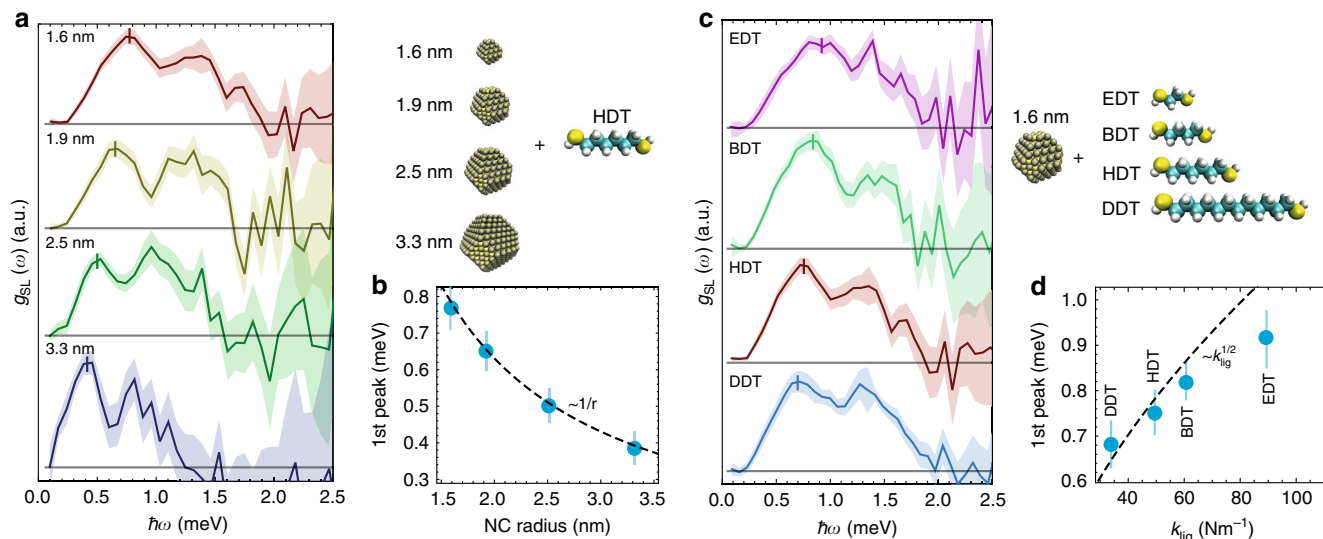 a
g_SL (ω) (a.u.)
1.6 nm
1.9 nm
2.5 nm
3.3 nm
0.0 0.5 1.0 1.5 2.0 2.5
ħω (meV)
1.6 nm
1.9 nm
2.5 nm
3.3 nm
+
HDT
b
1st peak (meV)
0.8
0.7
0.6
0.5
0.4
0.3
~1/r
1.5 2.0 2.5 3.0 3.5
NC radius (nm)
c
g_SL (ω) (a.u.)
EDT
BDT
HDT
DDT
0.0 0.5 1.0 1.5 2.0 2.5
ħω (meV)
1.6 nm
+
EDT
BDT
HDT
DDT
d
1st peak (meV)
1.0
0.9
0.8
0.7
0.6
~k_lig^1/2
DDT
HDT
BDT
EDT
40 60 80 100
k_lig (Nm⁻¹)